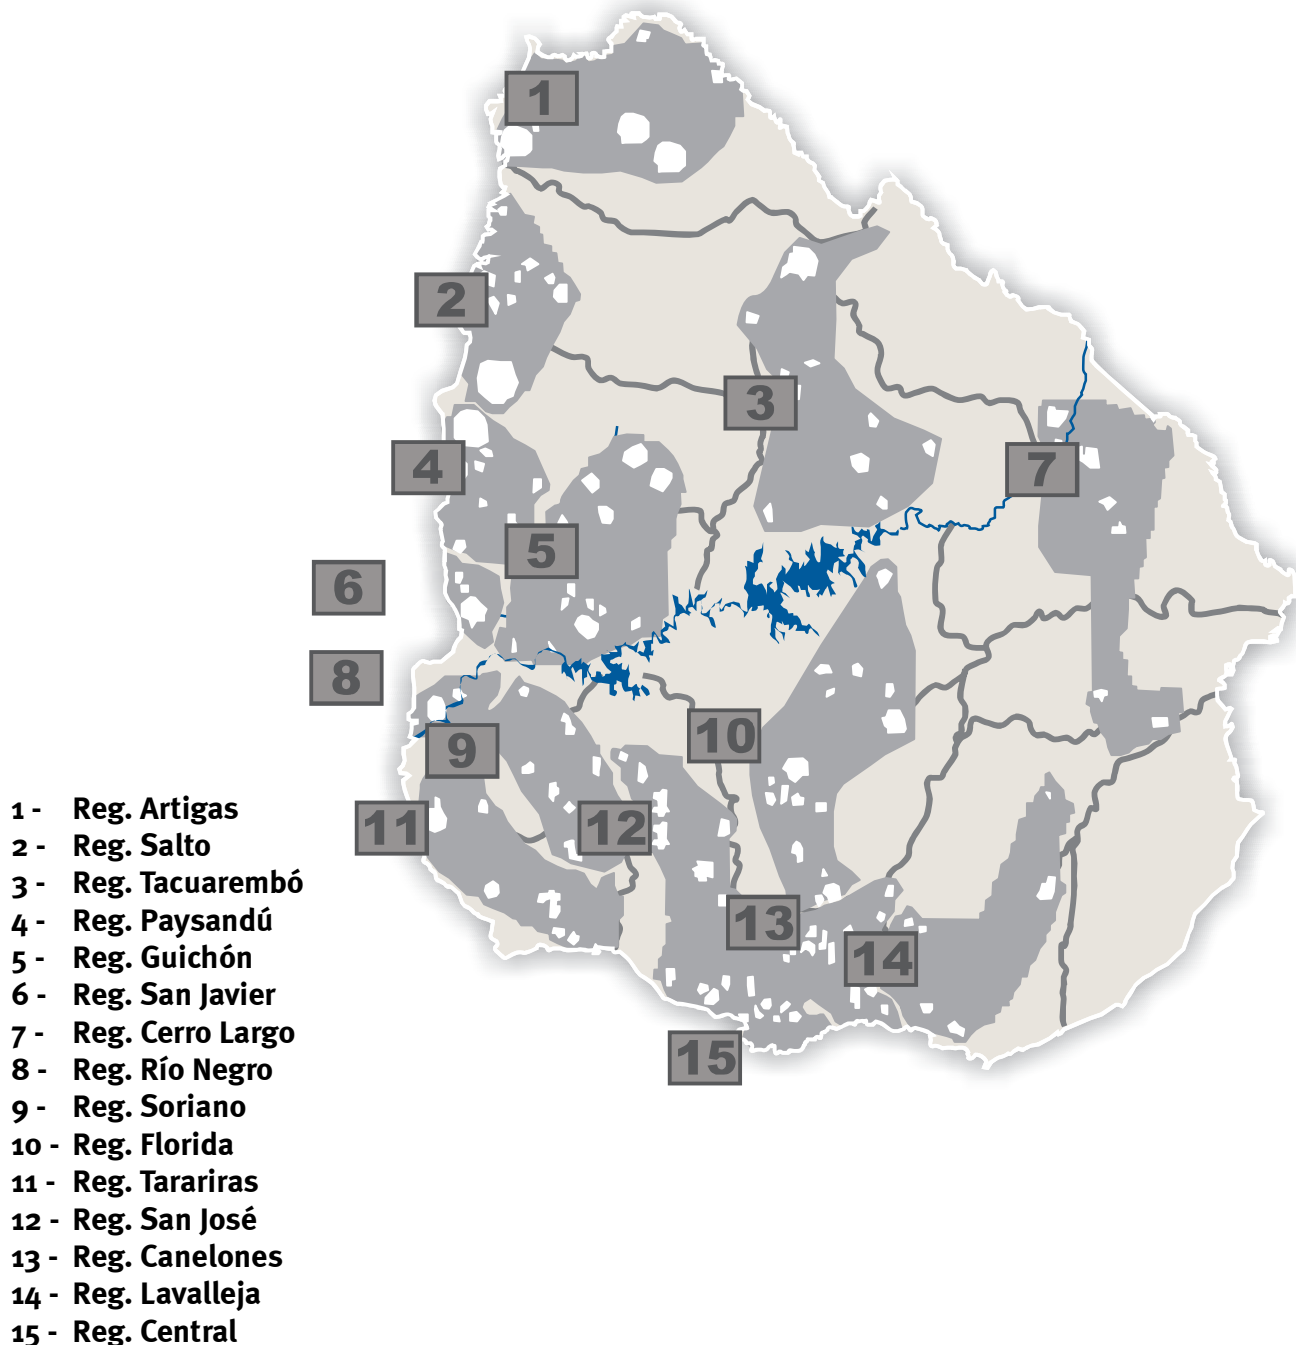 1
2
3
4
5
6
7
8
9
10
11
12
13
14
15
1 - Reg. Artigas
2 - Reg. Salto
3 - Reg. Tacuarembó
4 - Reg. Paysandú
5 - Reg. Guichón
6 - Reg. San Javier
7 - Reg. Cerro Largo
8 - Reg. Río Negro
9 - Reg. Soriano
10 - Reg. Florida
11 - Reg. Tarariras
12 - Reg. San José
13 - Reg. Canelones
14 - Reg. Lavalleja
15 - Reg. Central